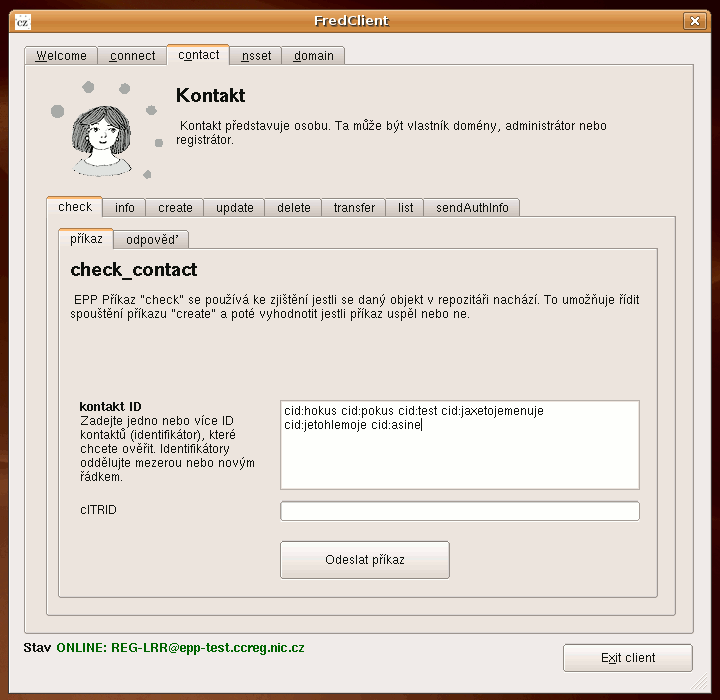 cz
FredClient
Welcome
connect
contact
nsset
domain
Kontakt
Kontakt představuje osobu. Ta může být vlastník domény, administrátor nebo
registrátor.
check
info
create
update
delete
transfer
list
sendAuthInfo
příkaz
odpověď
check_contact
EPP Příkaz "check" se používá ke zjištění jestli se daný objekt v repozitáři nachází. To umožňuje řídit
spouštění příkazu "create" a poté vyhodnotit jestli příkaz uspěl nebo ne.
kontakt ID
Zadejte jedno nebo více ID
kontaktů (identifikátor), které
chcete ověřit. Identifikátory
oddělujte mezerou nebo novým
řádkem.
cid:hokus cid:pokus cid:test cid:jaxetojemenuje
cid:jetohlemoje cid:asine
clTRID
Odeslat příkaz
Stav ONLINE: REG-LRR@epp-test.ccreg.nic.cz
Exit client